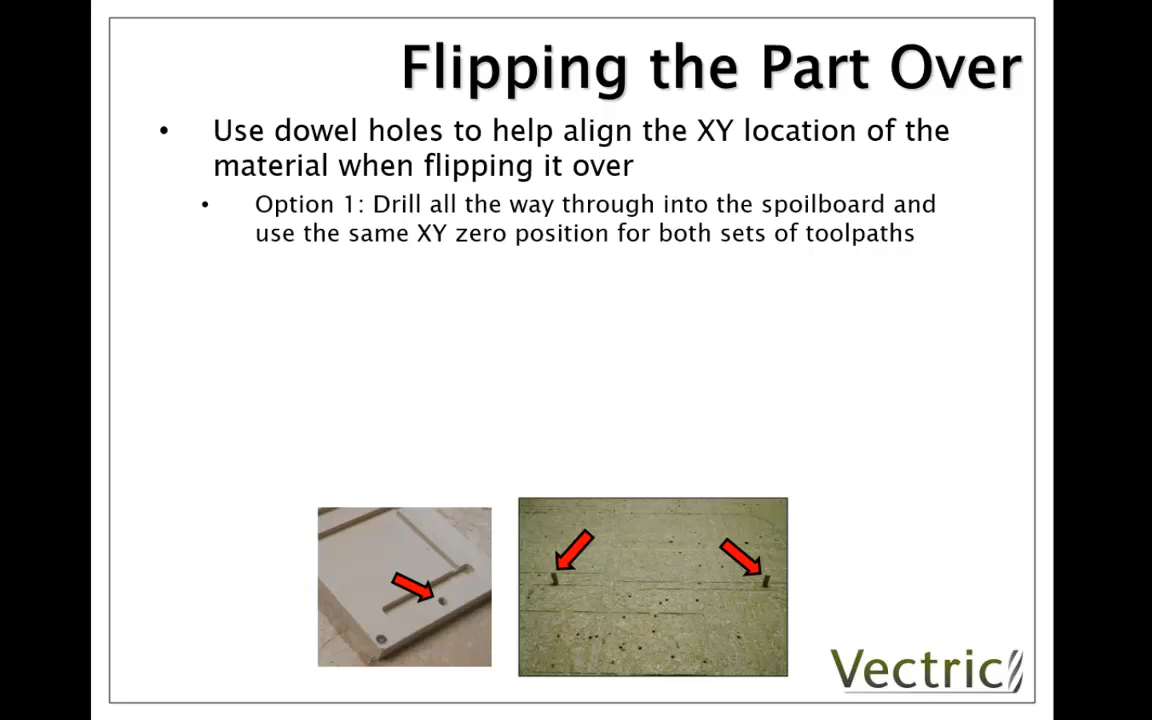 Flipping the Part Over
• Use dowel holes to help align the XY location of the
material when flipping it over
• Option 1: Drill all the way through into the spoilboard and
use the same XY zero position for both sets of toolpaths
Vectric